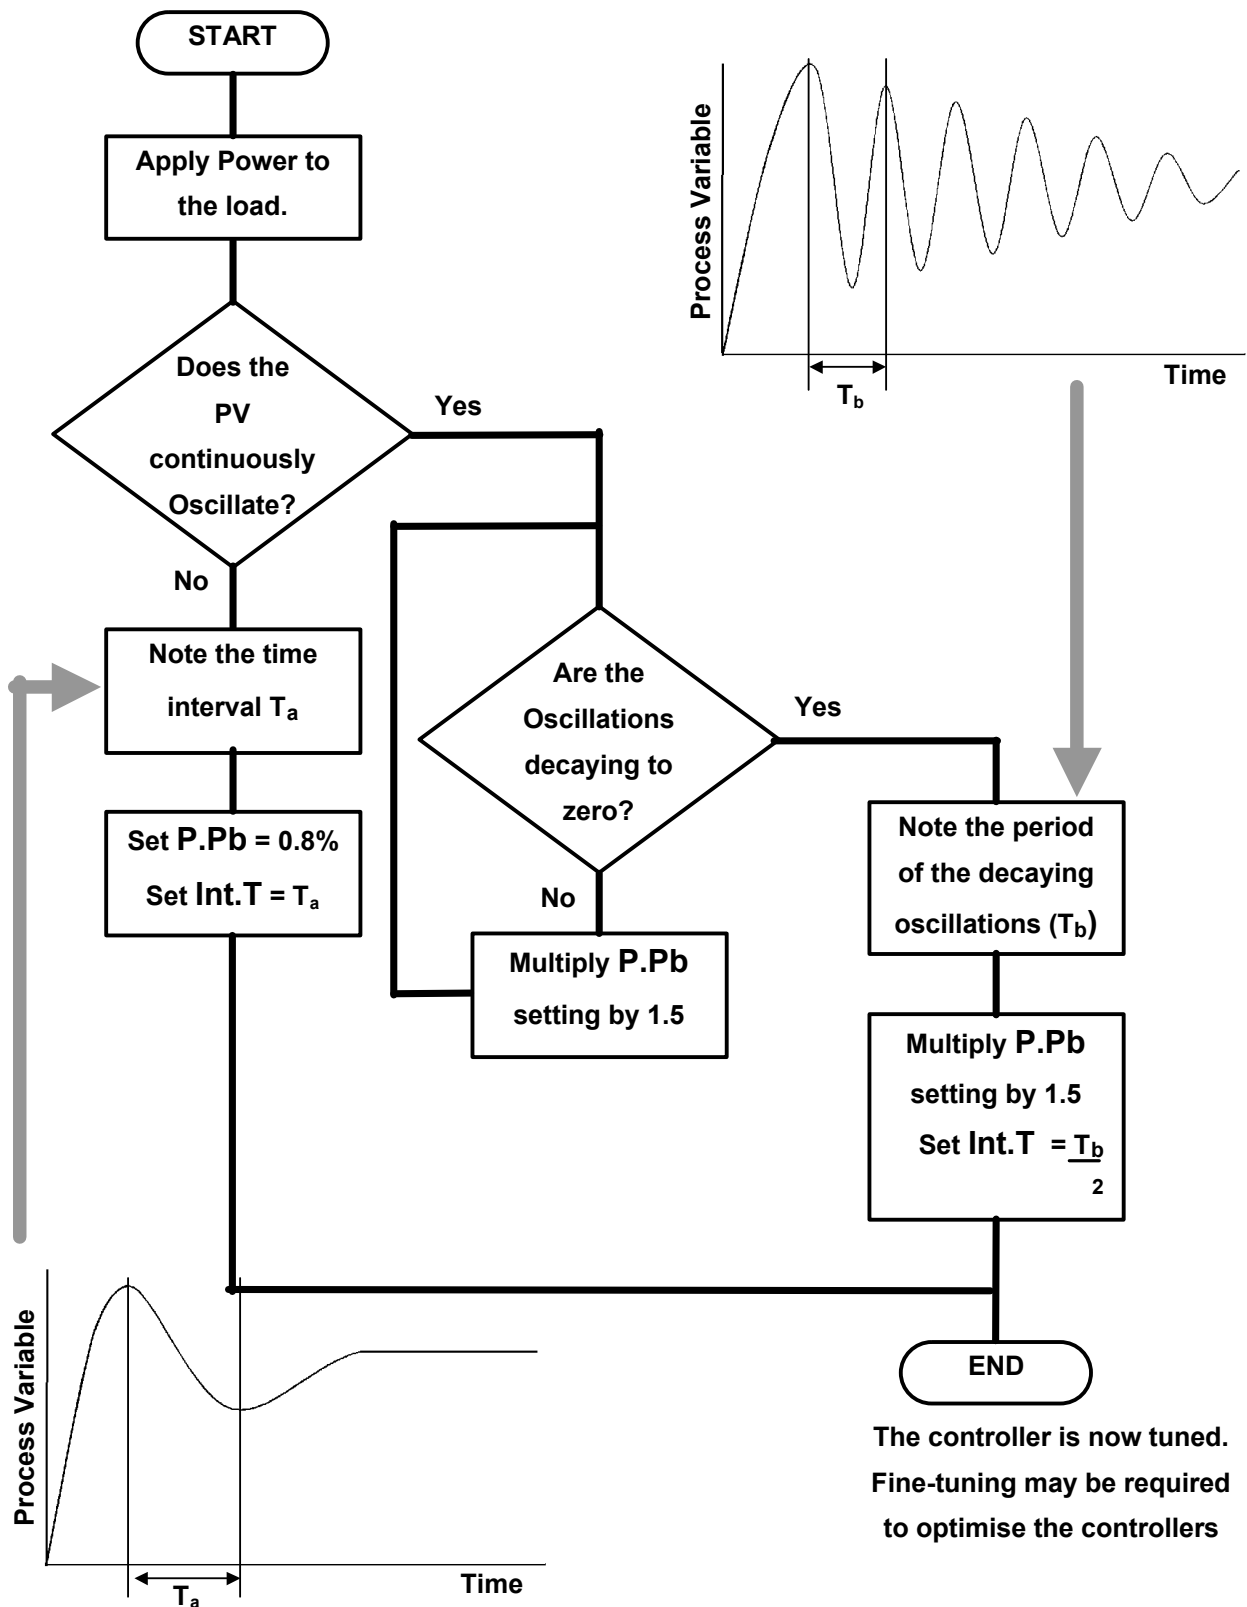 START
Apply Power to
the load.
Does the
PV
continuously
Oscillate?
Yes
No
Note the time
interval Ta
Set P.Pb = 0.8%
Set Int.T = Ta
Are the
Oscillations
decaying to
zero?
Yes
No
Multiply P.Pb
setting by 1.5
Process Variable
Tb
Time
Note the period
of the decaying
oscillations (Tb)
Multiply P.Pb
setting by 1.5
Set Int.T = Tb
2
Process Variable
Ta
Time
END
The controller is now tuned.
Fine-tuning may be required
to optimise the controllers